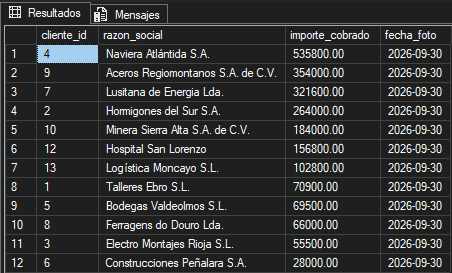 Resultados Mensajes
cliente_id razon_social importe_cobrado fecha_foto
1 4 Naviera Atlántida S.A. 535800.00 2026-09-30
2 9 Aceros Regiomontanos S.A. de C.V. 354000.00 2026-09-30
3 7 Lusitana de Energia Lda. 321600.00 2026-09-30
4 2 Hormigones del Sur S.A. 264000.00 2026-09-30
5 10 Minera Sierra Alta S.A. de C.V. 184000.00 2026-09-30
6 12 Hospital San Lorenzo 156800.00 2026-09-30
7 13 Logística Moncayo S.L. 102800.00 2026-09-30
8 1 Talleres Ebro S.L. 70900.00 2026-09-30
9 5 Bodegas Valdeolmos S.L. 69500.00 2026-09-30
10 8 Ferragens do Douro Lda. 66000.00 2026-09-30
11 3 Electro Montajes Rioja S.L. 55500.00 2026-09-30
12 6 Construcciones Peñalara S.A. 28000.00 2026-09-30